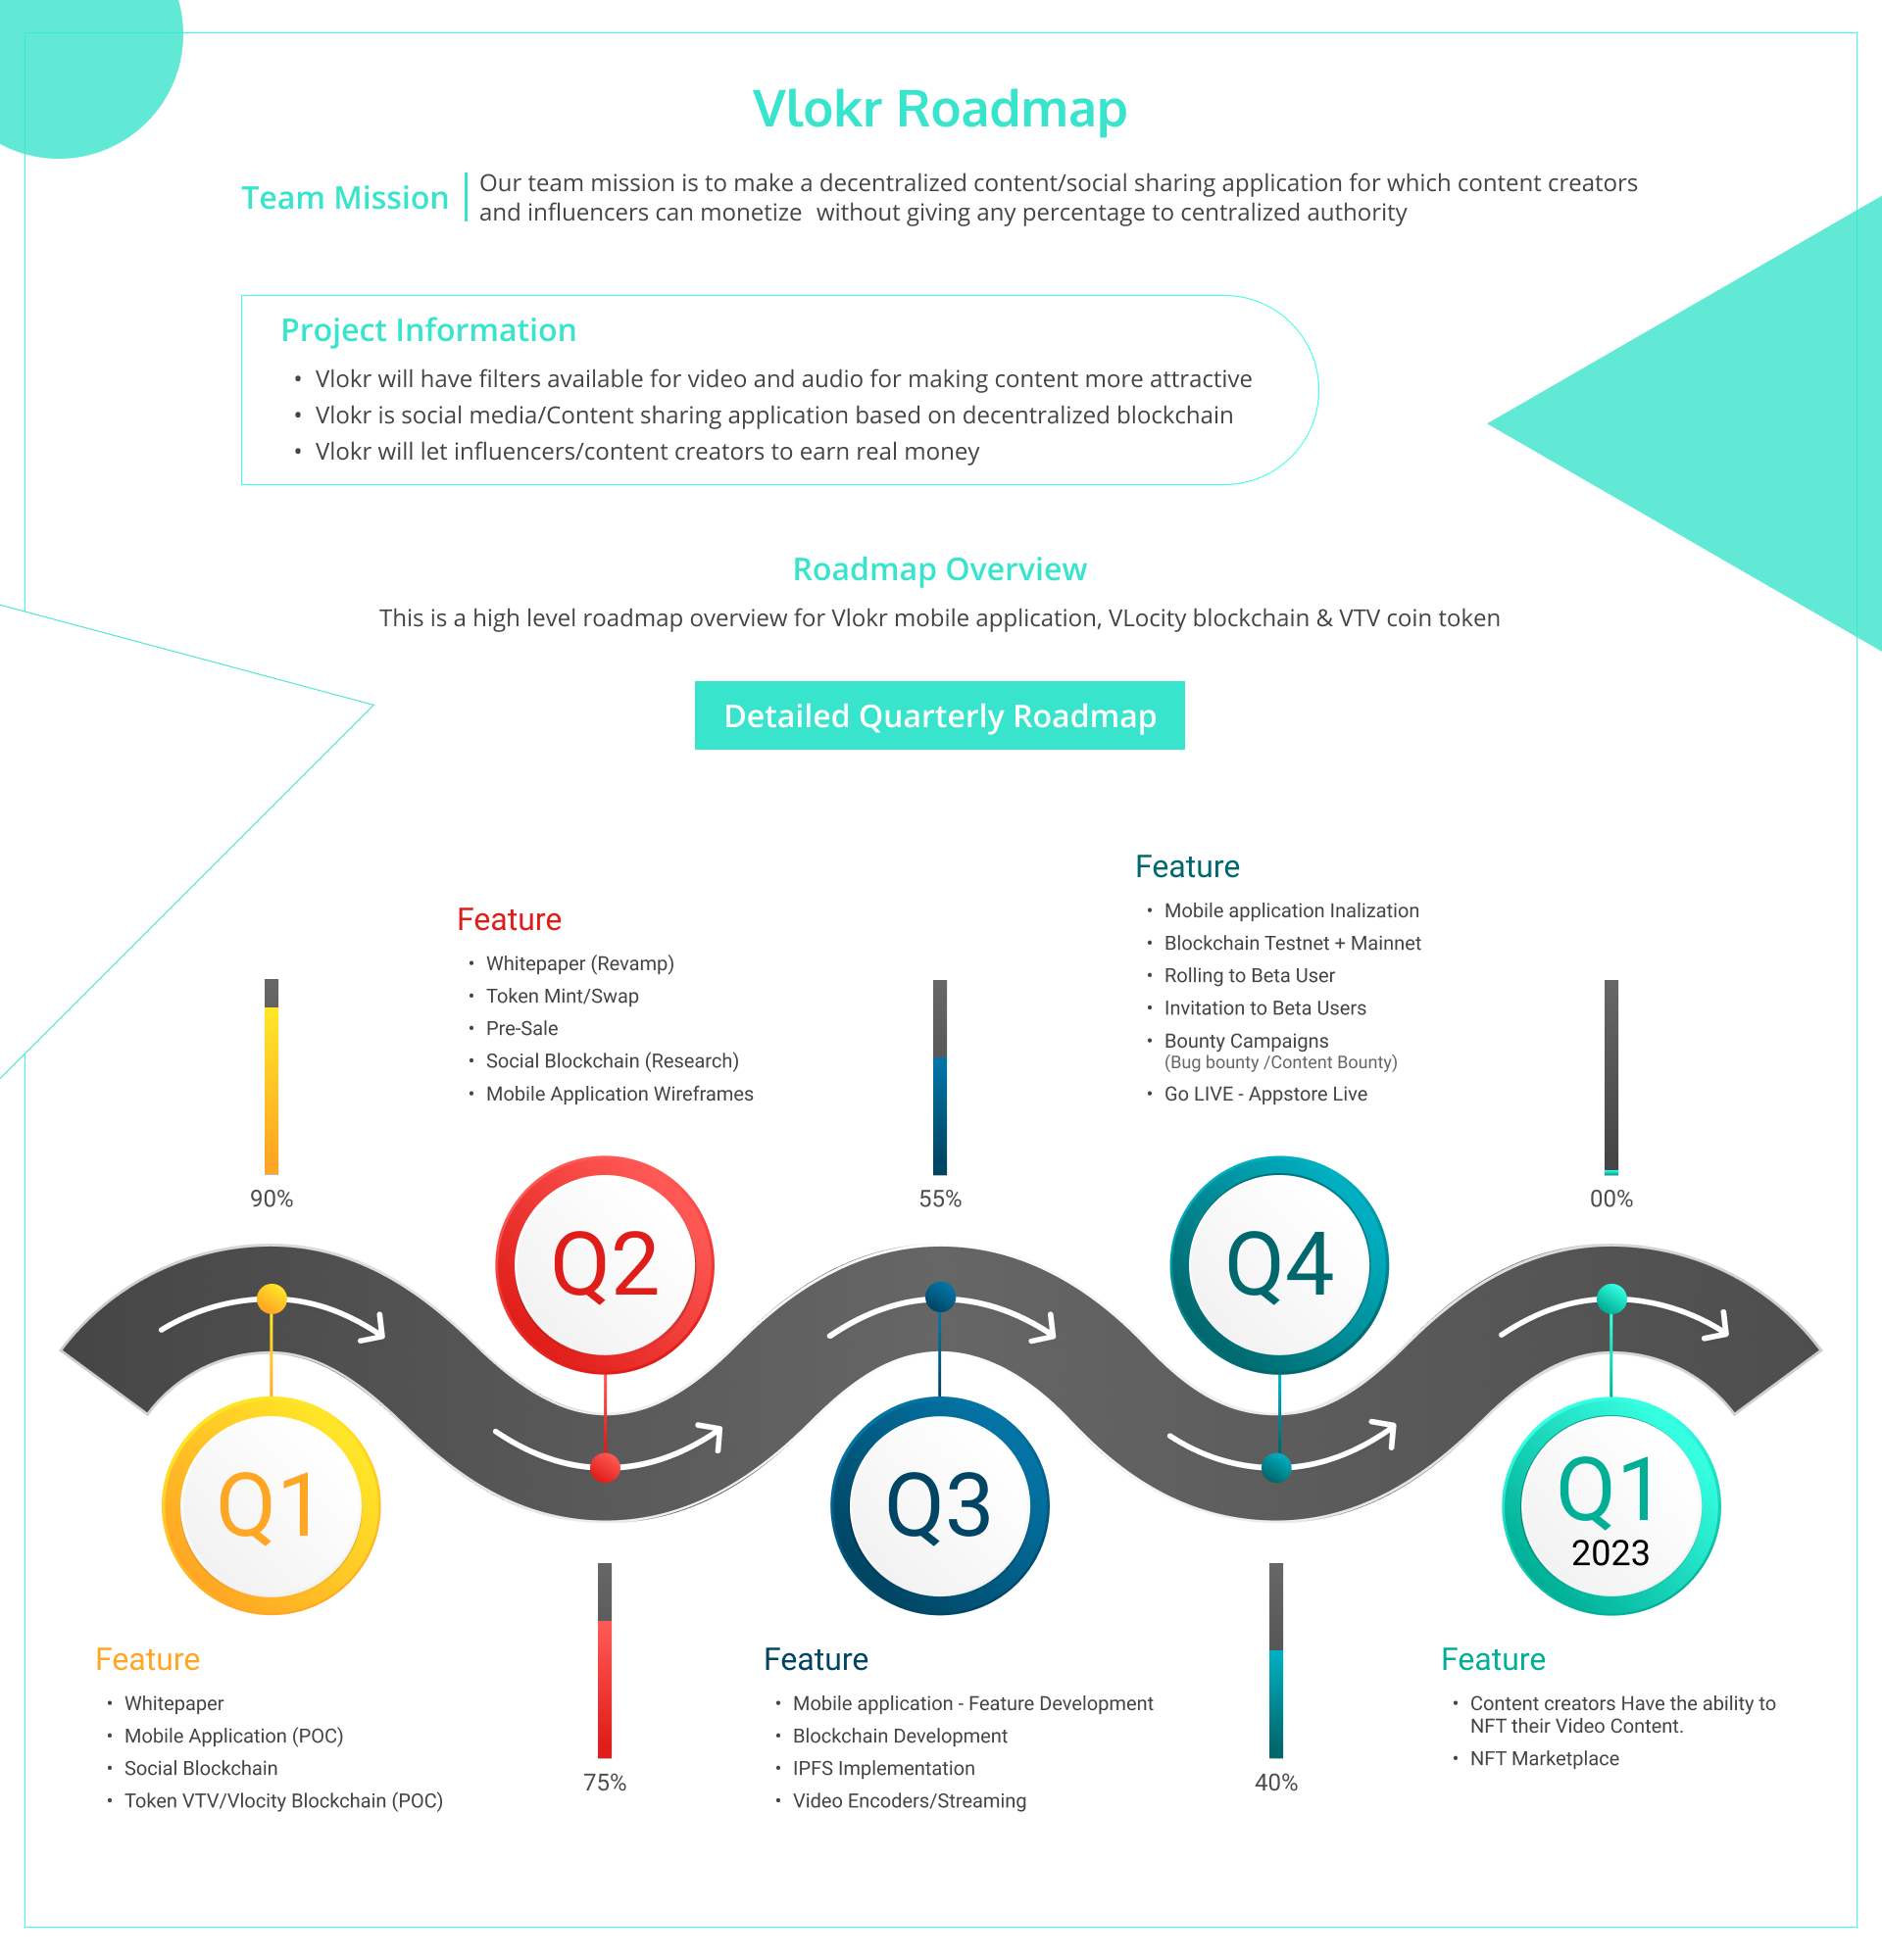 Vlokr Roadmap
Team Mission
Our team mission is to make a decentralized content/social sharing application for which content creators
and influencers can monetize  without giving any percentage to centralized authority
Project Information
• Vlokr will have filters available for video and audio for making content more attractive
• Vlokr is social media/Content sharing application based on decentralized blockchain
• Vlokr will let influencers/content creators to earn real money
Roadmap Overview
This is a high level roadmap overview for Vlokr mobile application, VLocity blockchain & VTV coin token
Detailed Quarterly Roadmap
90%
Q1
Feature
• Whitepaper
• Mobile Application (POC)
• Social Blockchain
• Token VTV/Vlocity Blockchain (POC)
Feature
• Whitepaper (Revamp)
• Token Mint/Swap
• Pre-Sale
• Social Blockchain (Research)
• Mobile Application Wireframes
Q2
75%
55%
Q3
Feature
• Mobile application - Feature Development
• Blockchain Development
• IPFS Implementation
• Video Encoders/Streaming
Feature
• Mobile application Inalization
• Blockchain Testnet + Mainnet
• Rolling to Beta User
• Invitation to Beta Users
• Bounty Campaigns
(Bug bounty /Content Bounty)
• Go LIVE - Appstore Live
Q4
40%
00%
Q1
2023
Feature
• Content creators Have the ability to
NFT their Video Content.
• NFT Marketplace